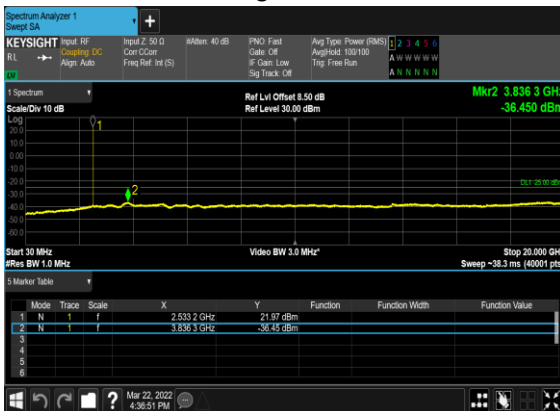 Spectrum Analyzer 1
Swept SA
KEYSIGHT Input: RF Input Z: 50 Ω #Atten: 40 dB PNO: Fast Avg Type: Power (RMS) 1 2 3 4 5 6
RL Coupling: DC Corr CCorr Gate: Off Avg|Hold: 100/100 A W W W W W
Align: Auto Freq Ref: Int (S) IF Gain: Low Trig: Free Run
LV Sig Track: Off A N N N N N
1 Spectrum Ref Lvl Offset 8.50 dB Mkr2 3.836 3 GHz
Scale/Div 10 dB Ref Level 30.00 dBm -36.450 dBm
Log
20.0 1
10.0
0.00
-10.0
-20.0 DL1 -25.00 dBm
-30.0 2
-40.0
-50.0
-60.0
Start 30 MHz Video BW 3.0 MHz* Stop 20.000 GH
#Res BW 1.0 MHz Sweep ~38.3 ms (40001 pts
5 Marker Table
Mode Trace Scale X Y Function Function Width Function Value
1 N 1 f 2.533 2 GHz 21.97 dBm
2 N 1 f 3.836 3 GHz -36.45 dBm
3
4
5
6
? Mar 22, 2022
4:36:51 PM